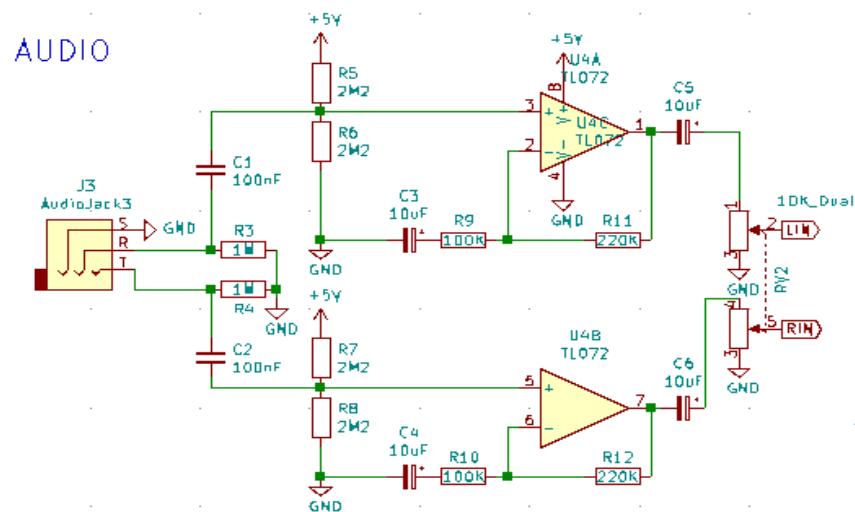 AUDIO
+5V
R5
2M2
R6
2M2
C1
100nF
J3
AudioJack3
S
R
T
GND
R3
1M
R4
1M
GND
C3
10uF
R9
100K
GND
+5V
U4A
TL072
U4C
TL072
8
V+
V-
4
3
+
2
-
1
GND
R11
220K
C5
10uF
10K_Dual
1
2
3
LIN
GND
RV2
4
5
3
RIN
GND
+5V
R7
2M2
R8
2M2
C2
100nF
C4
10uF
R10
100K
GND
U4B
TL072
5
+
6
-
7
R12
220K
C6
10uF